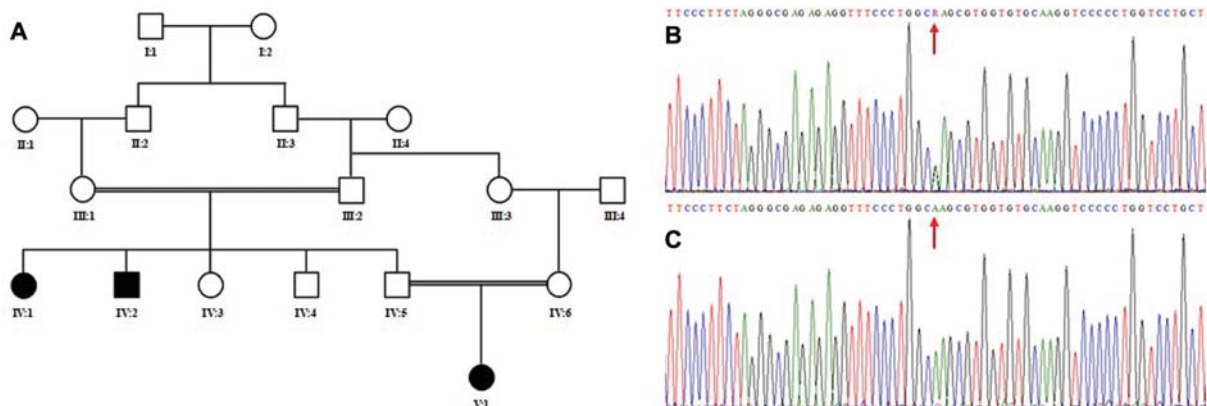 A
I:1
I:2
II:1
II:2
II:3
II:4
III:1
III:2
III:3
III:4
IV:1
IV:2
IV:3
IV:4
IV:5
IV:6
V:1
TTCCCTTCTAGGGCGAGAGAGGTTTCCCTGGCRAGCGTGGTGTGCAAGGTCCCCCTGGTCCTGCT
B
TTCCCTTCTAGGGCGAGAGAGGTTTCCCTGGCAAGCGTGGTGTGCAAGGTCCCCCTGGTCCTGCT
C